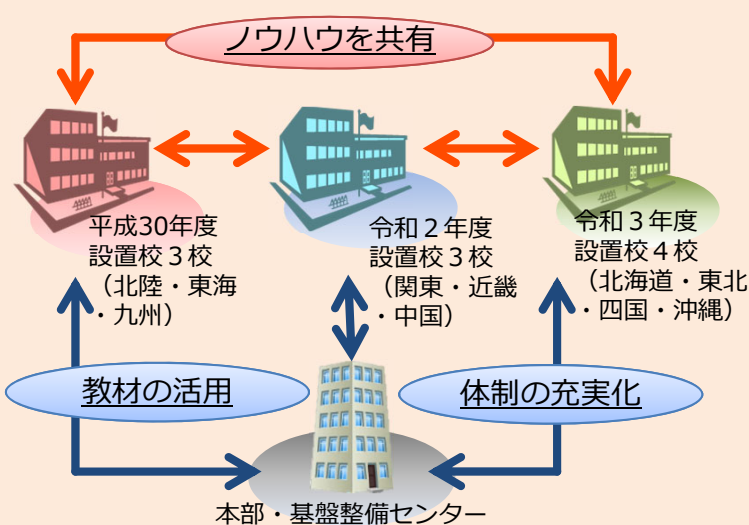 ノウハウを共有
平成30年度
設置校３校
（北陸・東海
・九州）
令和２年度
設置校３校
（関東・近畿
・中国）
令和３年度
設置校４校
（北海道・東北
・四国・沖縄）
教材の活用
体制の充実化
本部・基盤整備センター